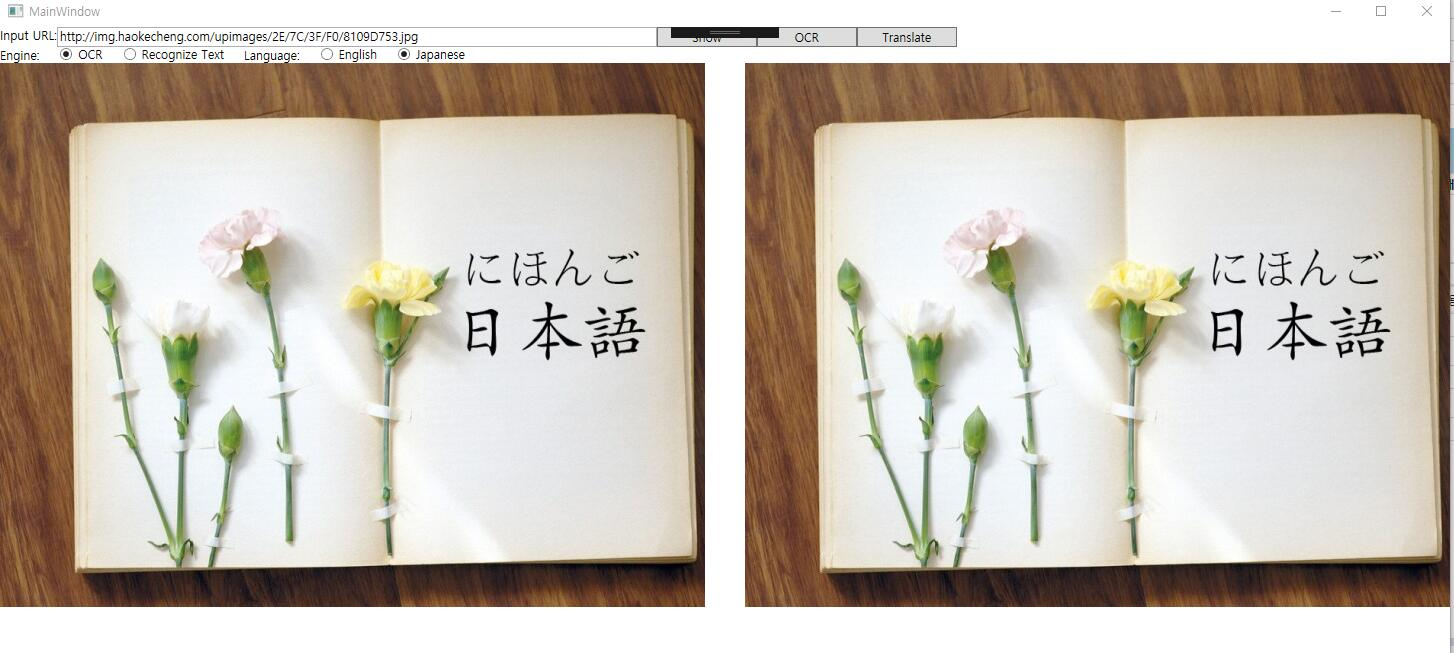 MainWindow
Input URL: http://img.haokecheng.com/upimages/2E/7C/3F/F0/8109D753.jpg Show OCR Translate
Engine: OCR Recognize Text Language: English Japanese
にほんご
日本語
にほんご
日本語